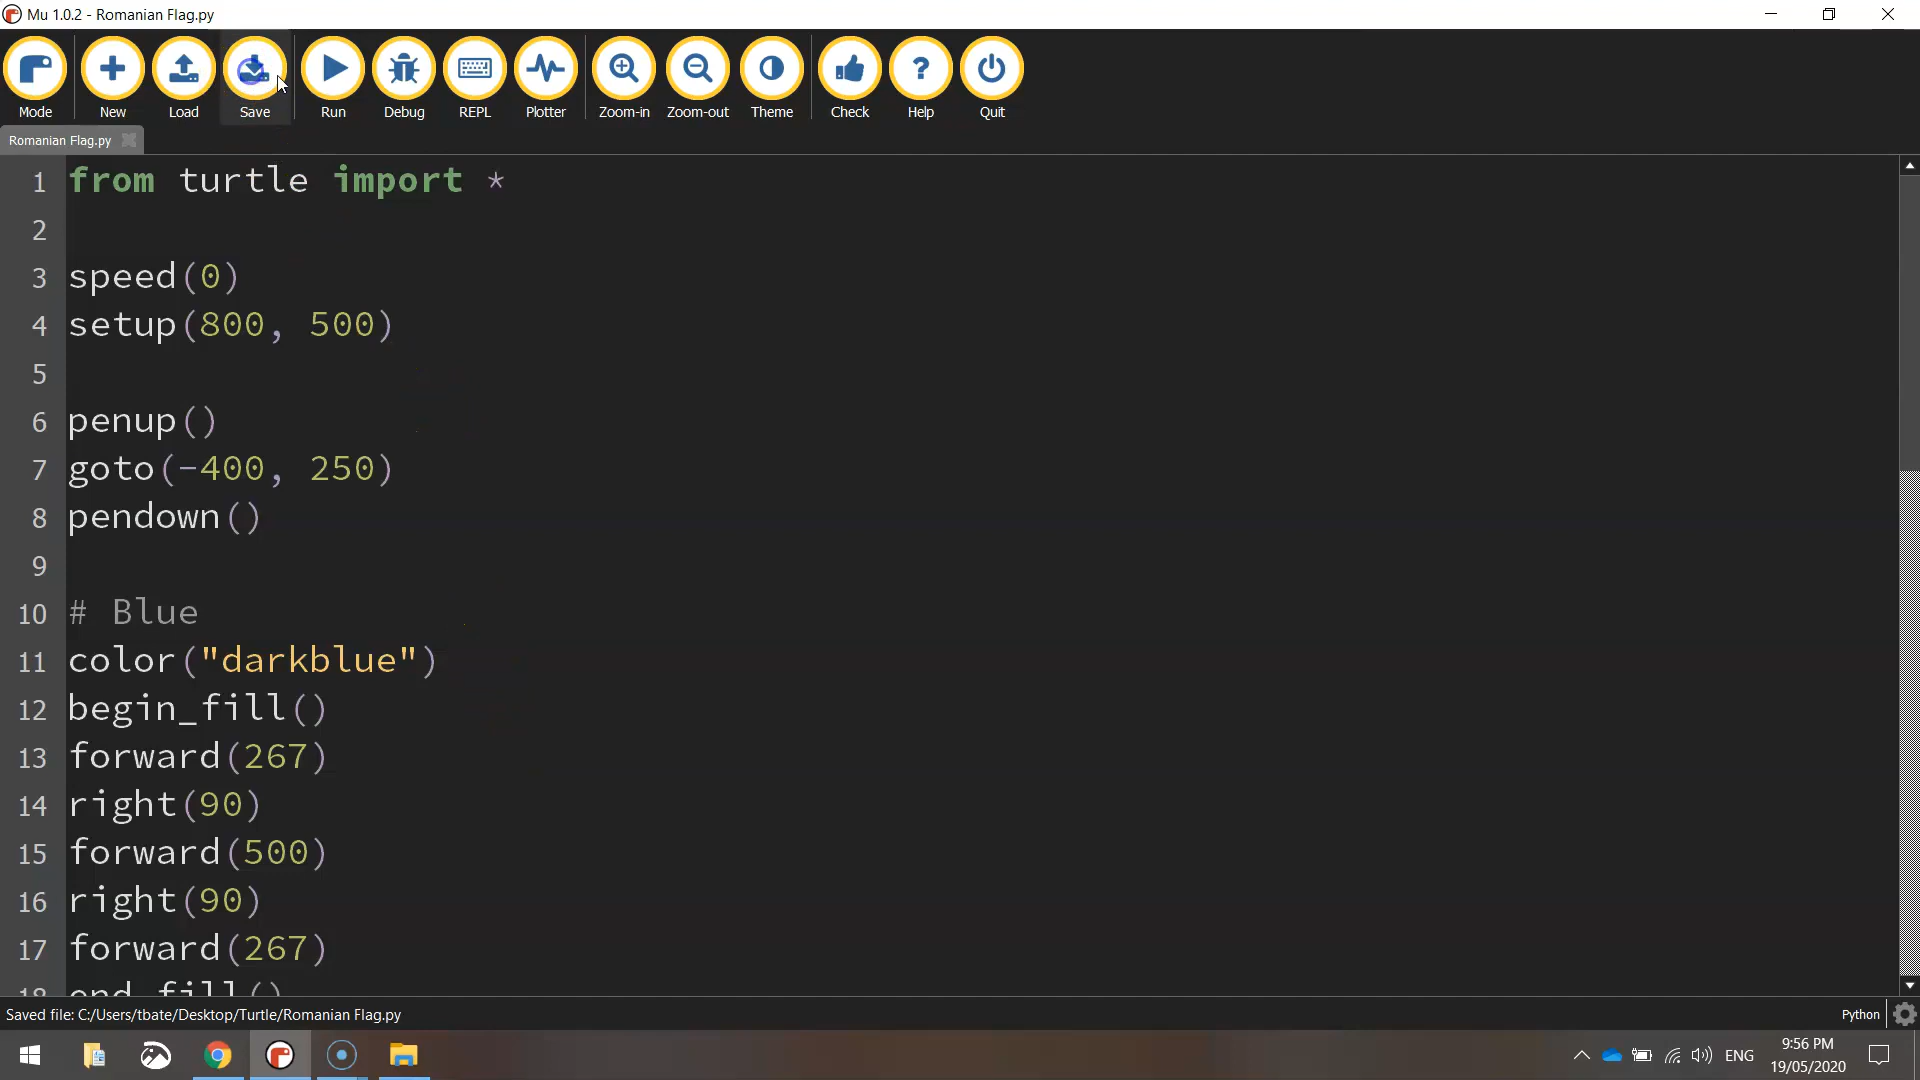 Mu 1.0.2 - Romanian Flag.py
Mode New Load Save Run Debug REPL Plotter Zoom-in Zoom-out Theme Check Help Quit
Romanian Flag.py
1 from turtle import *
2
3 speed(0)
4 setup(800, 500)
5
6 penup()
7 goto(-400, 250)
8 pendown()
9
10 # Blue
11 color("darkblue")
12 begin_fill()
13 forward(267)
14 right(90)
15 forward(500)
16 right(90)
17 forward(267)
18 end_fill()
Saved file: C:/Users/tbate/Desktop/Turtle/Romanian Flag.py Python
ENG 9:56 PM
19/05/2020